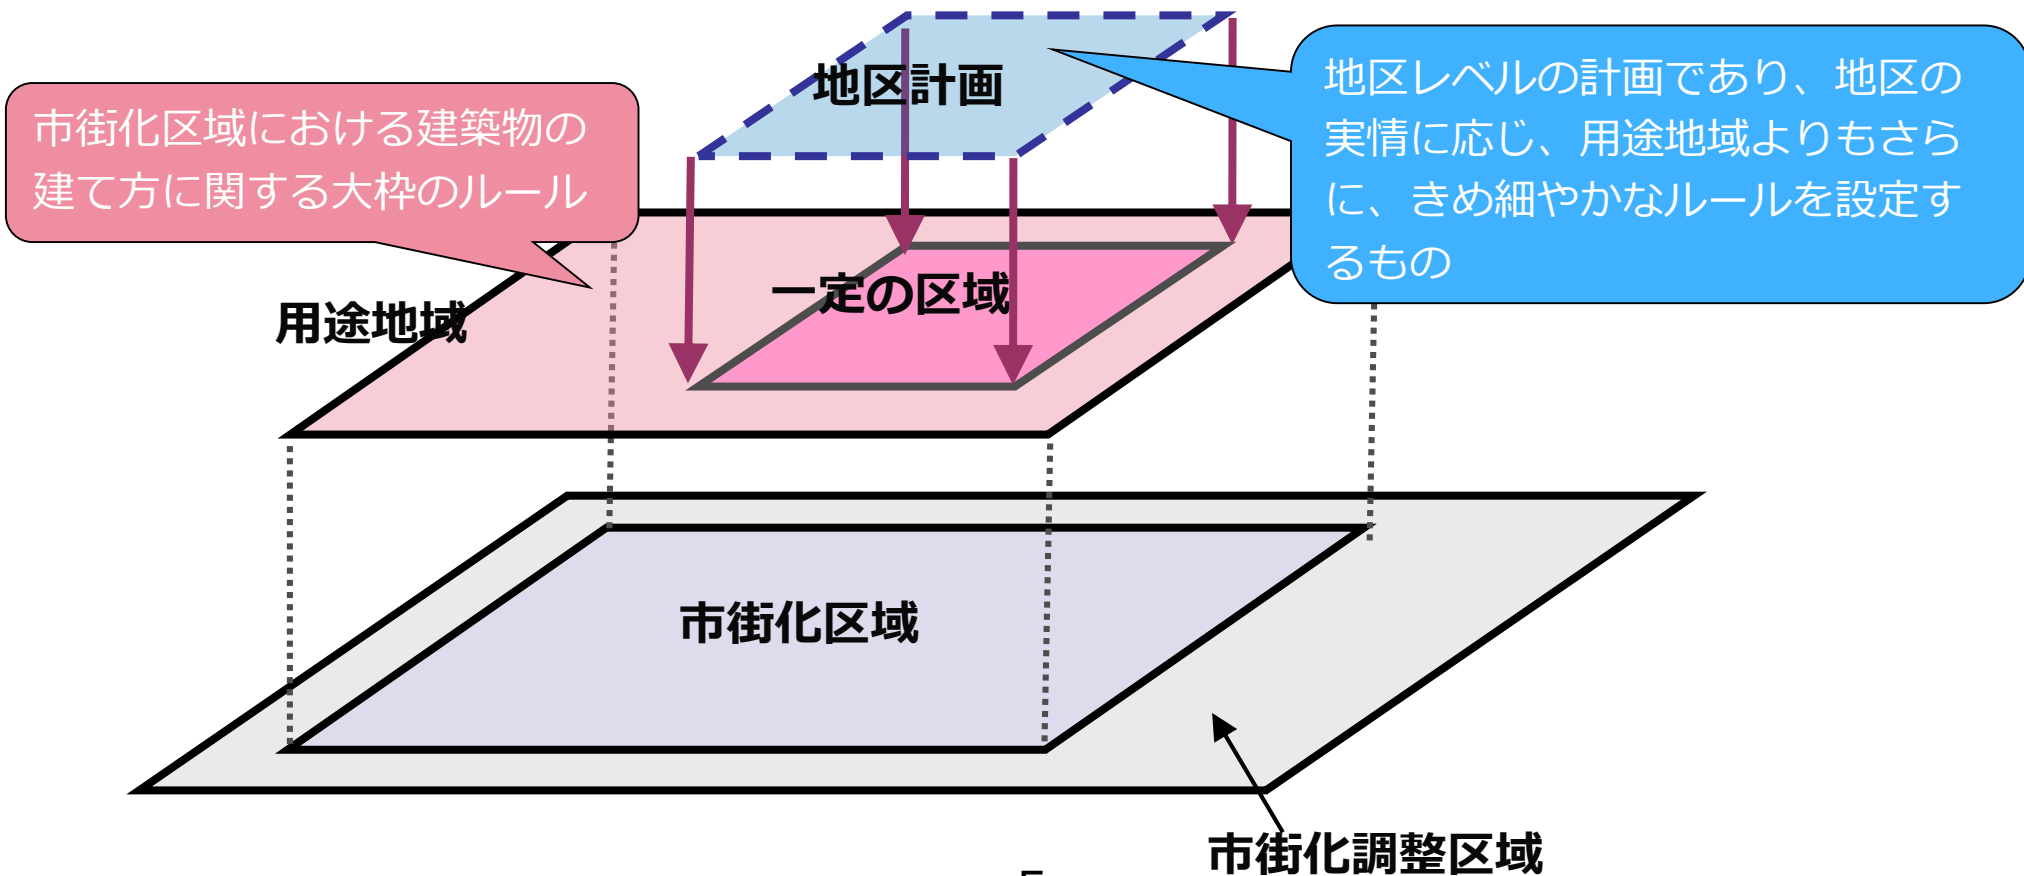 地区計画
市街化区域における建築物の
建て方に関する大枠のルール
地区レベルの計画であり、地区の
実情に応じ、用途地域よりもさら
に、きめ細やかなルールを設定す
るもの
一定の区域
用途地域
市街化区域
市街化調整区域